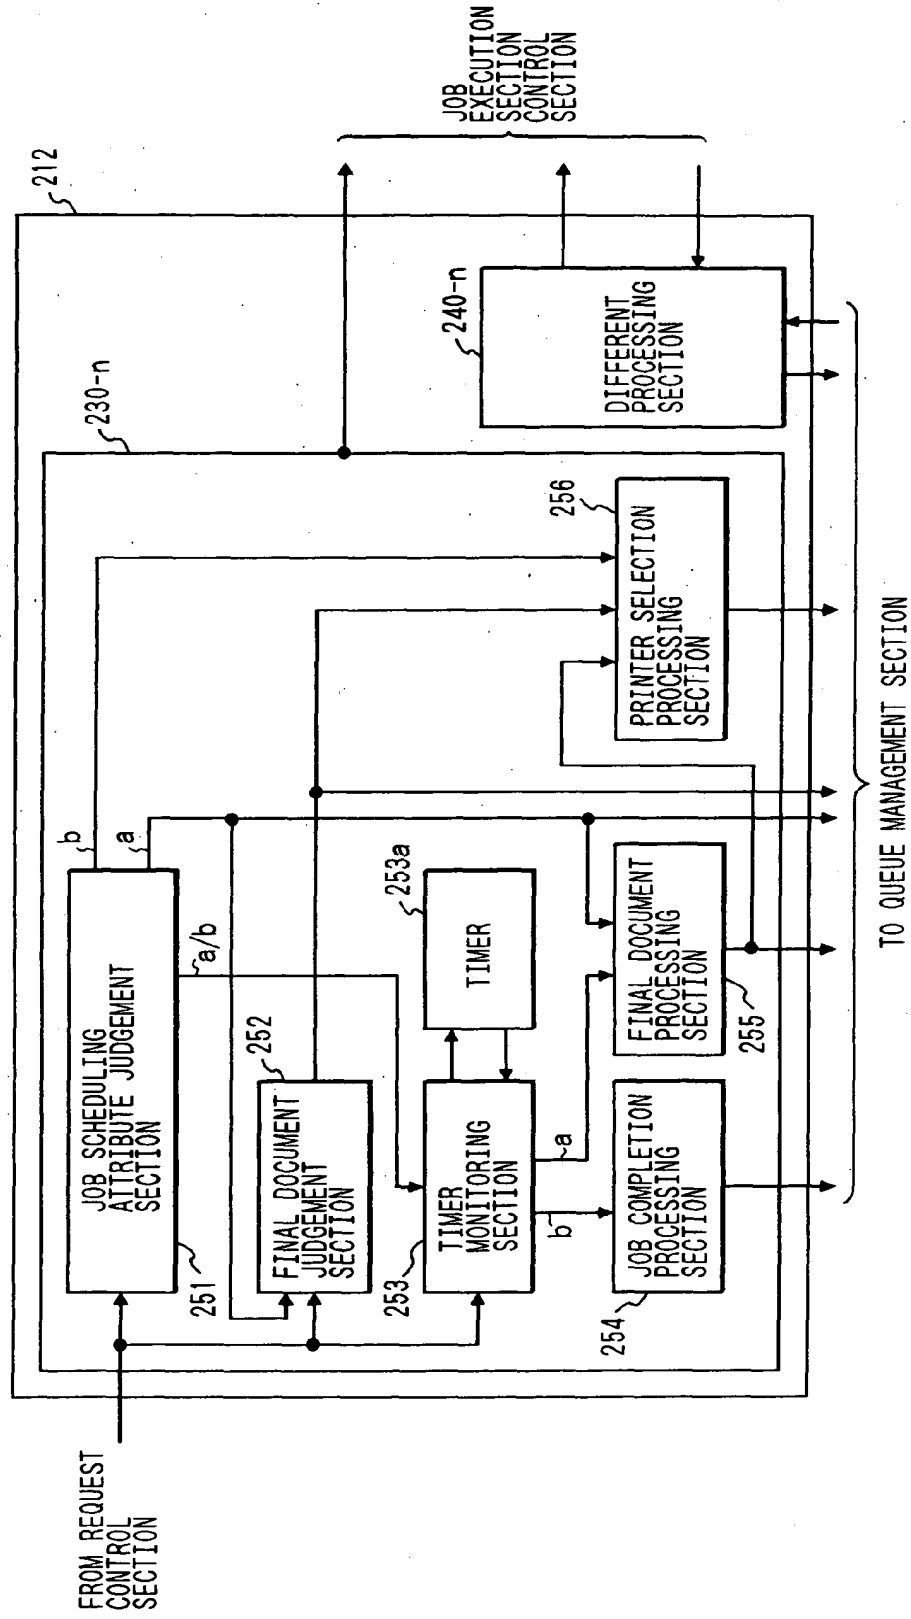 FROM REQUEST
CONTROL
SECTION
212
230-n
JOB SCHEDULING
ATTRIBUTE JUDGEMENT
SECTION
251
b
a
a/b
FINAL DOCUMENT
JUDGEMENT
SECTION
252
TIMER
MONITORING
SECTION
253
TIMER
253a
b
a
JOB COMPLETION
PROCESSING
SECTION
254
FINAL DOCUMENT
PROCESSING
SECTION
255
PRINTER SELECTION
PROCESSING
SECTION
256
DIFFERENT
PROCESSING
SECTION
240-n
JOB
EXECUTION
SECTION
CONTROL
SECTION
TO QUEUE MANAGEMENT SECTION